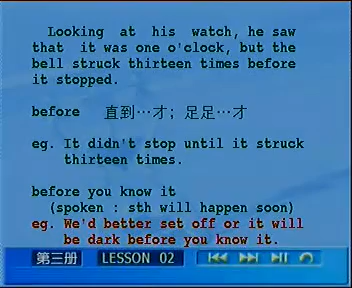 Looking at his watch, he saw
that it was one o'clock, but the
bell struck thirteen times before
it stopped.
before 直到…才；足足…才
eg. It didn't stop until it struck
thirteen times.
before you know it
(spoken : sth will happen soon)
eg. We'd better set off or it will
be dark before you know it.
第三册 LESSON 02